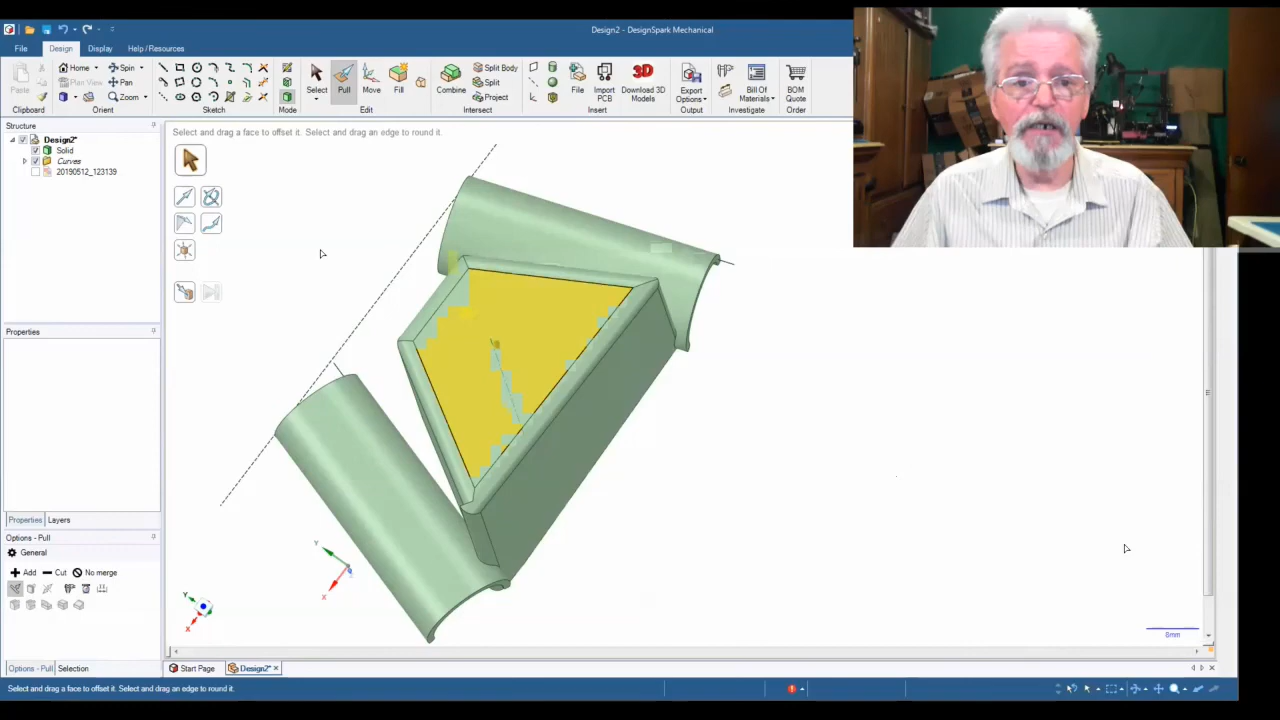 Design2 - DesignSpark Mechanical
File Design Display Help / Resources
Home Spin Split Body
Plan View Pan Split
Paste Select Pull Move Fill Combine Project File Import PCB Download 3D Models Export Options Bill Of Materials BOM Quote
Zoom
Clipboard Orient Sketch Mode Edit Intersect Insert Output Investigate Order
3D
Structure
Select and drag a face to offset it. Select and drag an edge to round it.
Design2*
Solid
Curves
20190512_123139
Properties
Properties Layers
Options - Pull
General
Add Cut No merge
Y
X
Y
X
8mm
Options - Pull Selection Start Page Design2*
Select and drag a face to offset it. Select and drag an edge to round it.